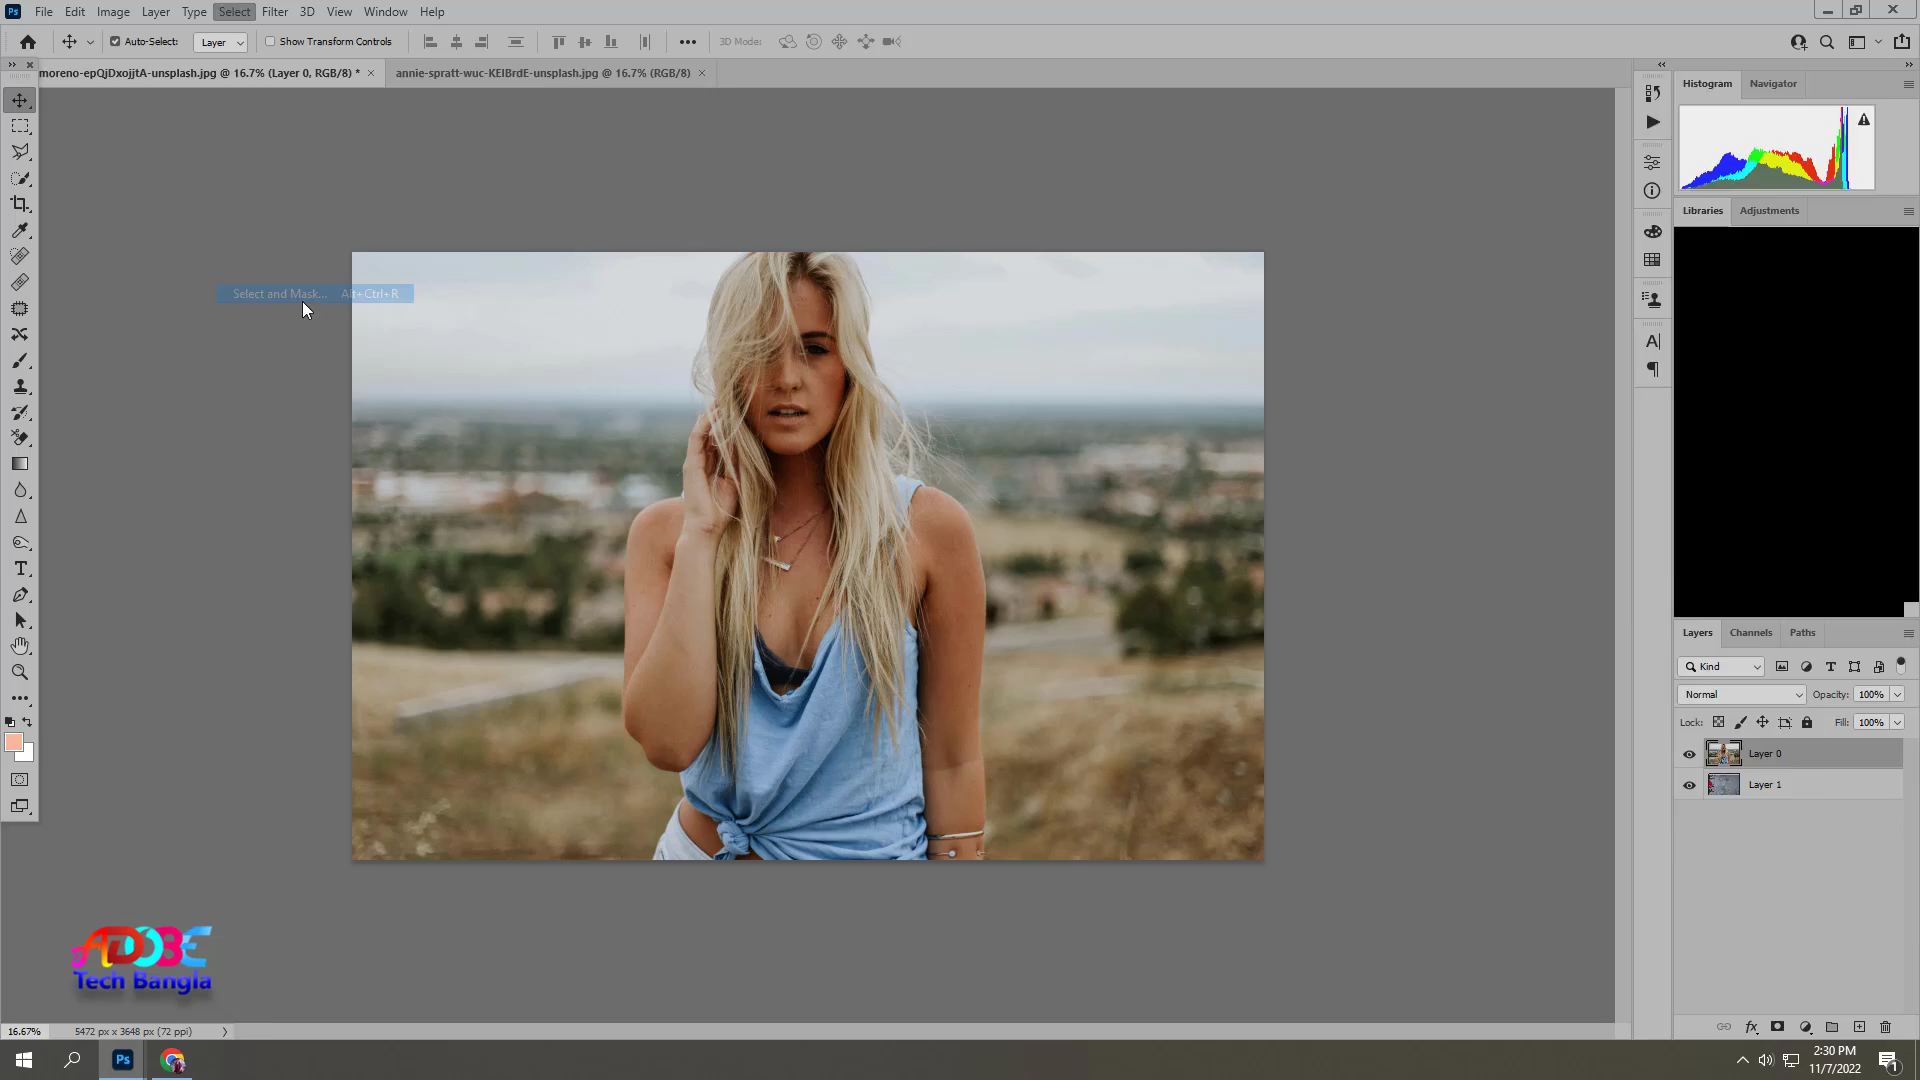 Ps File Edit Image Layer Type Select Filter 3D View Window Help
Auto-Select: Layer Show Transform Controls 3D Mode:
moreno-epQjDxojjtA-unsplash.jpg @ 16.7% (Layer 0, RGB/8) *
annie-spratt-wuc-KEIBrdE-unsplash.jpg @ 16.7% (RGB/8)
Histogram Navigator
Libraries Adjustments
Select and Mask... Alt+Ctrl+R
Layers Channels Paths
Kind
Normal Opacity: 100%
Lock: Fill: 100%
Layer 0
Layer 1
ADOBE
Tech Bangla
16.67% 5472 px x 3648 px (72 ppi)
Ps
2:30 PM
11/7/2022
1